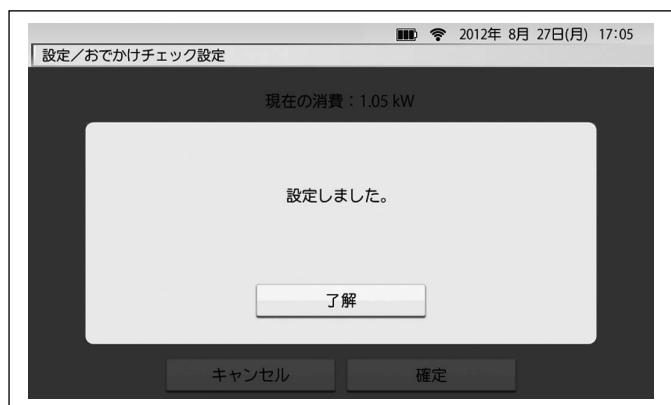 2012年 8月 27日(月) 17:05
設定／おでかけチェック設定
現在の消費：1.05 kW
設定しました。
了解
キャンセル
確定